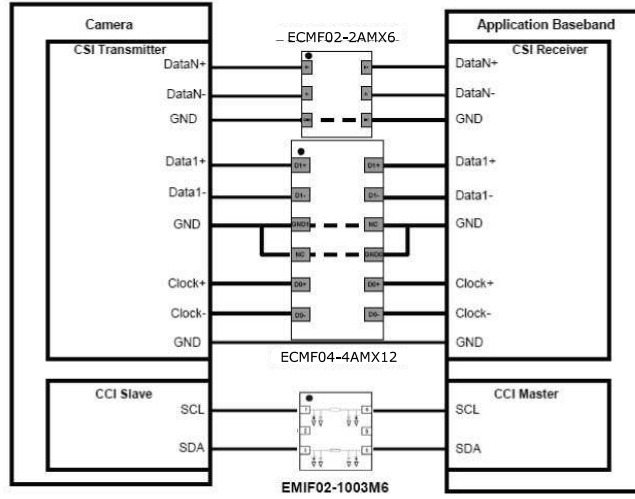 Camera
Application Baseband
ECMF02-2AMX6
CSI Transmitter
CSI Receiver
DataN+
DataN+
DataN-
DataN-
GND
GND
Data1+
D1+
D1+
Data1+
Data1-
D1-
D1-
Data1-
GND
GND1
NC
GND
NC
Clock+
D0+
D0+
Clock+
Clock-
D0-
D0-
Clock-
GND
GND
ECMF04-4AMX12
CCI Slave
CCI Master
SCL
SCL
SDA
SDA
EMIF02-1003M6